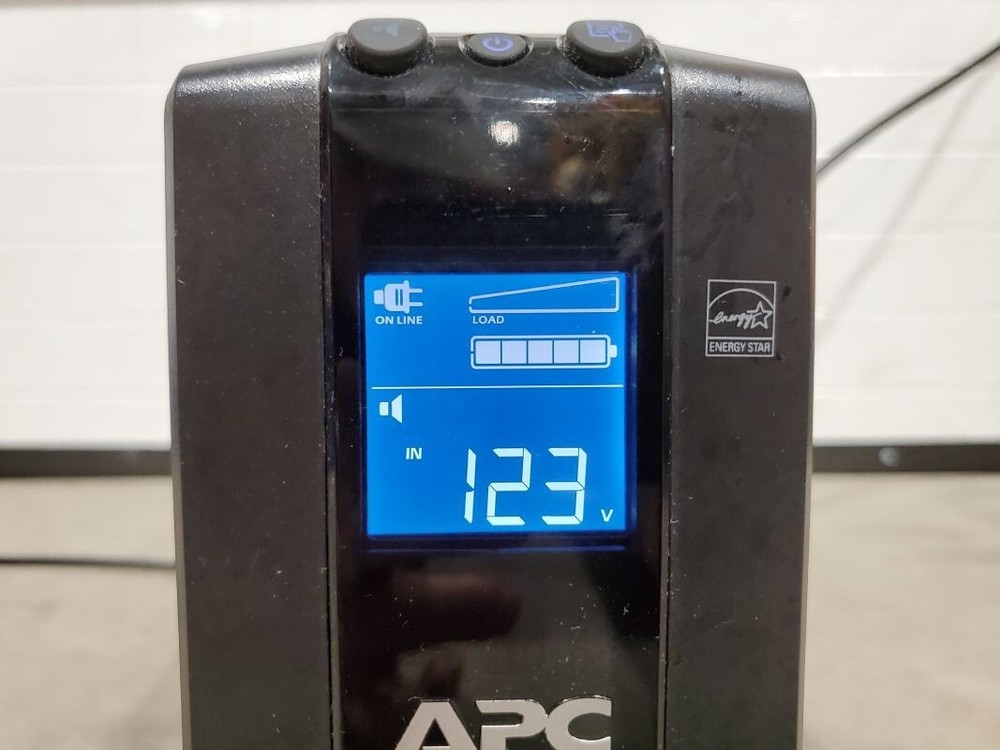 ON LINE
LOAD
IN
123 V
energy
ENERGY STAR
APC